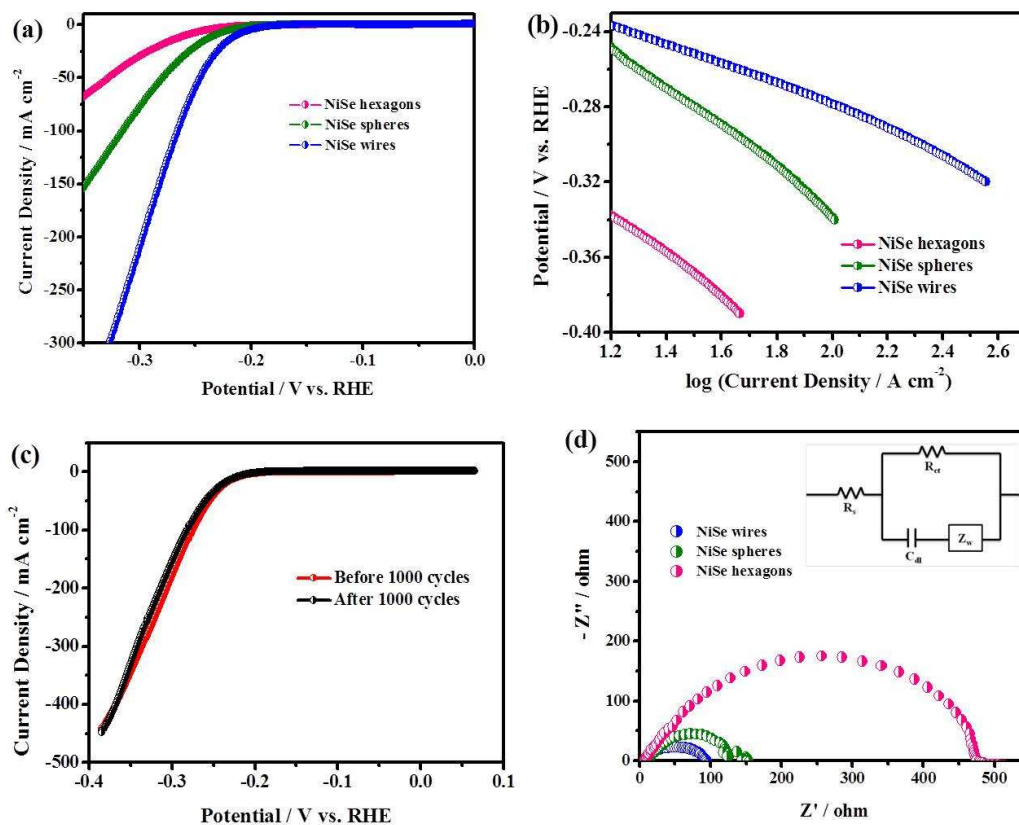 (a)
0
-50
-100
-150
-200
-250
-300
Current Density / mA cm-2
NiSe hexagons
NiSe spheres
NiSe wires
-0.3
-0.2
-0.1
0.0
Potential / V vs. RHE
(b)
-0.24
-0.28
-0.32
-0.36
-0.40
Potential / V vs. RHE
NiSe hexagons
NiSe spheres
NiSe wires
1.2
1.4
1.6
1.8
2.0
2.2
2.4
2.6
log (Current Density / A cm-2)
(c)
0
-100
-200
-300
-400
-500
Current Density / mA cm-2
Before 1000 cycles
After 1000 cycles
-0.4
-0.3
-0.2
-0.1
0.0
0.1
Potential / V vs. RHE
(d)
500
450
400
350
300
250
200
150
100
50
0
- Z" / ohm
NiSe wires
NiSe spheres
NiSe hexagons
Rct
Rs
Cdl
Zw
0
100
200
300
400
500
Z' / ohm